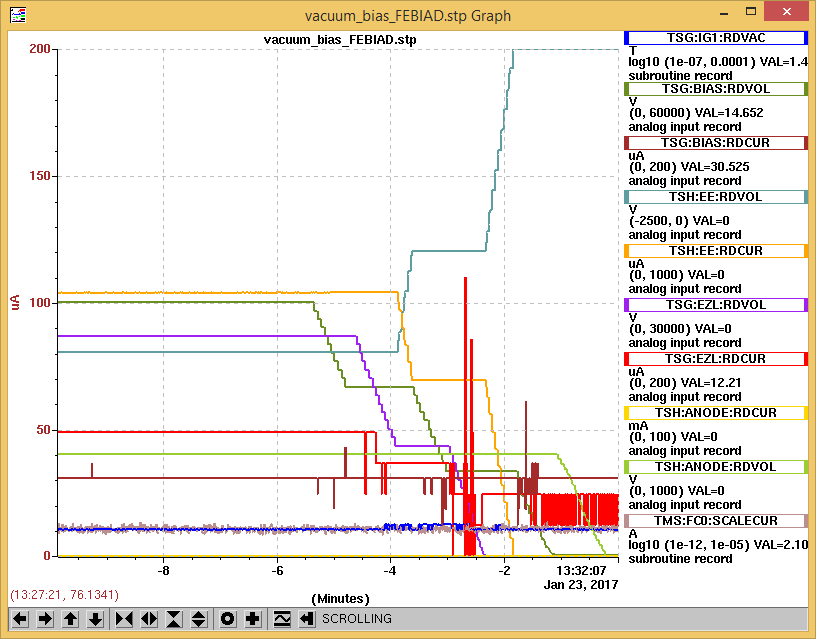 vacuum_bias_FEBIAD.stp Graph
vacuum_bias_FEBIAD.stp
200
150
uA
100
50
0
-8
-6
-4
-2
13:32:07
Jan 23, 2017
(13:27:21, 76.1341)
(Minutes)
SCROLLING
TSG:IG1:RDVAC
T
log10 (1e-07, 0.0001) VAL=1.4
subroutine record
TSG:BIAS:RDVOL
V
(0, 60000) VAL=14.652
analog input record
TSG:BIAS:RDCUR
uA
(0, 200) VAL=30.525
analog input record
TSH:EE:RDVOL
V
(-2500, 0) VAL=0
analog input record
TSH:EE:RDCUR
uA
(0, 1000) VAL=0
analog input record
TSG:EZL:RDVOL
V
(0, 30000) VAL=0
analog input record
TSG:EZL:RDCUR
uA
(0, 200) VAL=12.21
analog input record
TSH:ANODE:RDCUR
mA
(0, 100) VAL=0
analog input record
TSH:ANODE:RDVOL
V
(0, 1000) VAL=0
analog input record
TMS:FC0:SCALECUR
A
log10 (1e-12, 1e-05) VAL=2.10
subroutine record